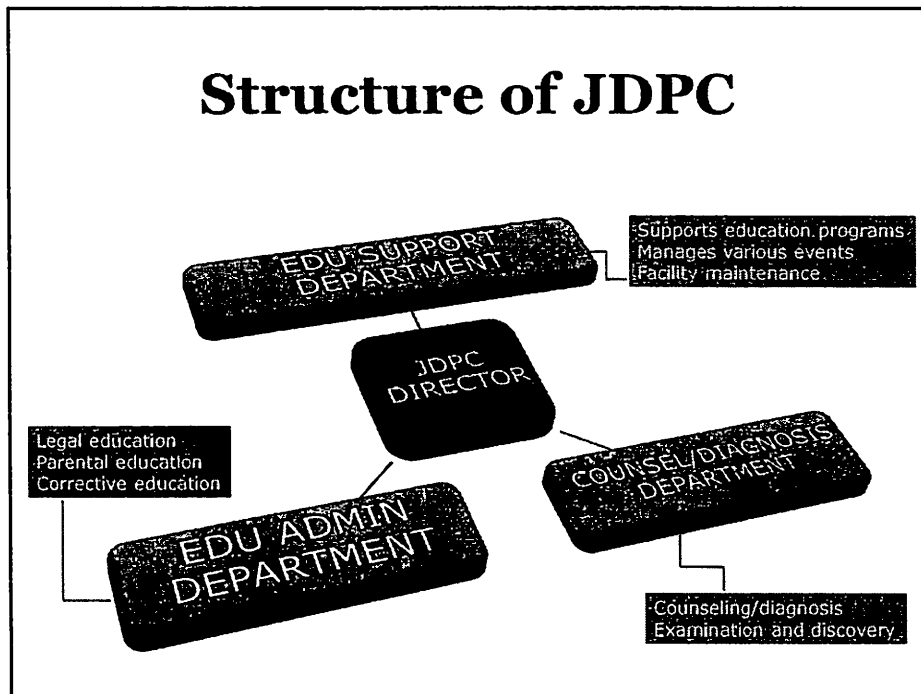 Structure of JDPC
EDU SUPPORT
DEPARTMENT
Supports education programs
Manages various events
Facility maintenance
JDPC
DIRECTOR
Legal education
Parental education
Corrective education
COUNSEL/DIAGNOSIS
DEPARTMENT
EDU ADMIN
DEPARTMENT
Counseling/diagnosis
Examination and discovery